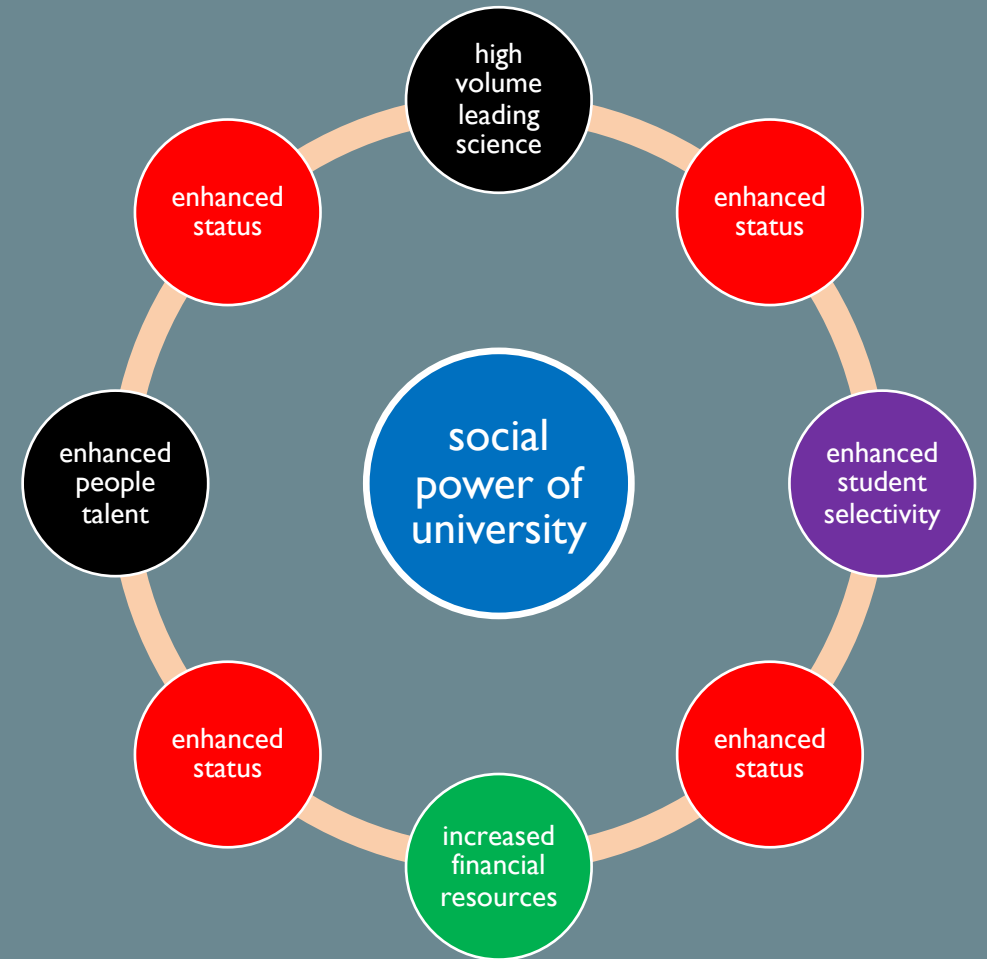 high
volume
leading
science
enhanced
status
enhanced
status
enhanced
people
talent
social
power of
university
enhanced
student
selectivity
enhanced
status
enhanced
status
increased
financial
resources